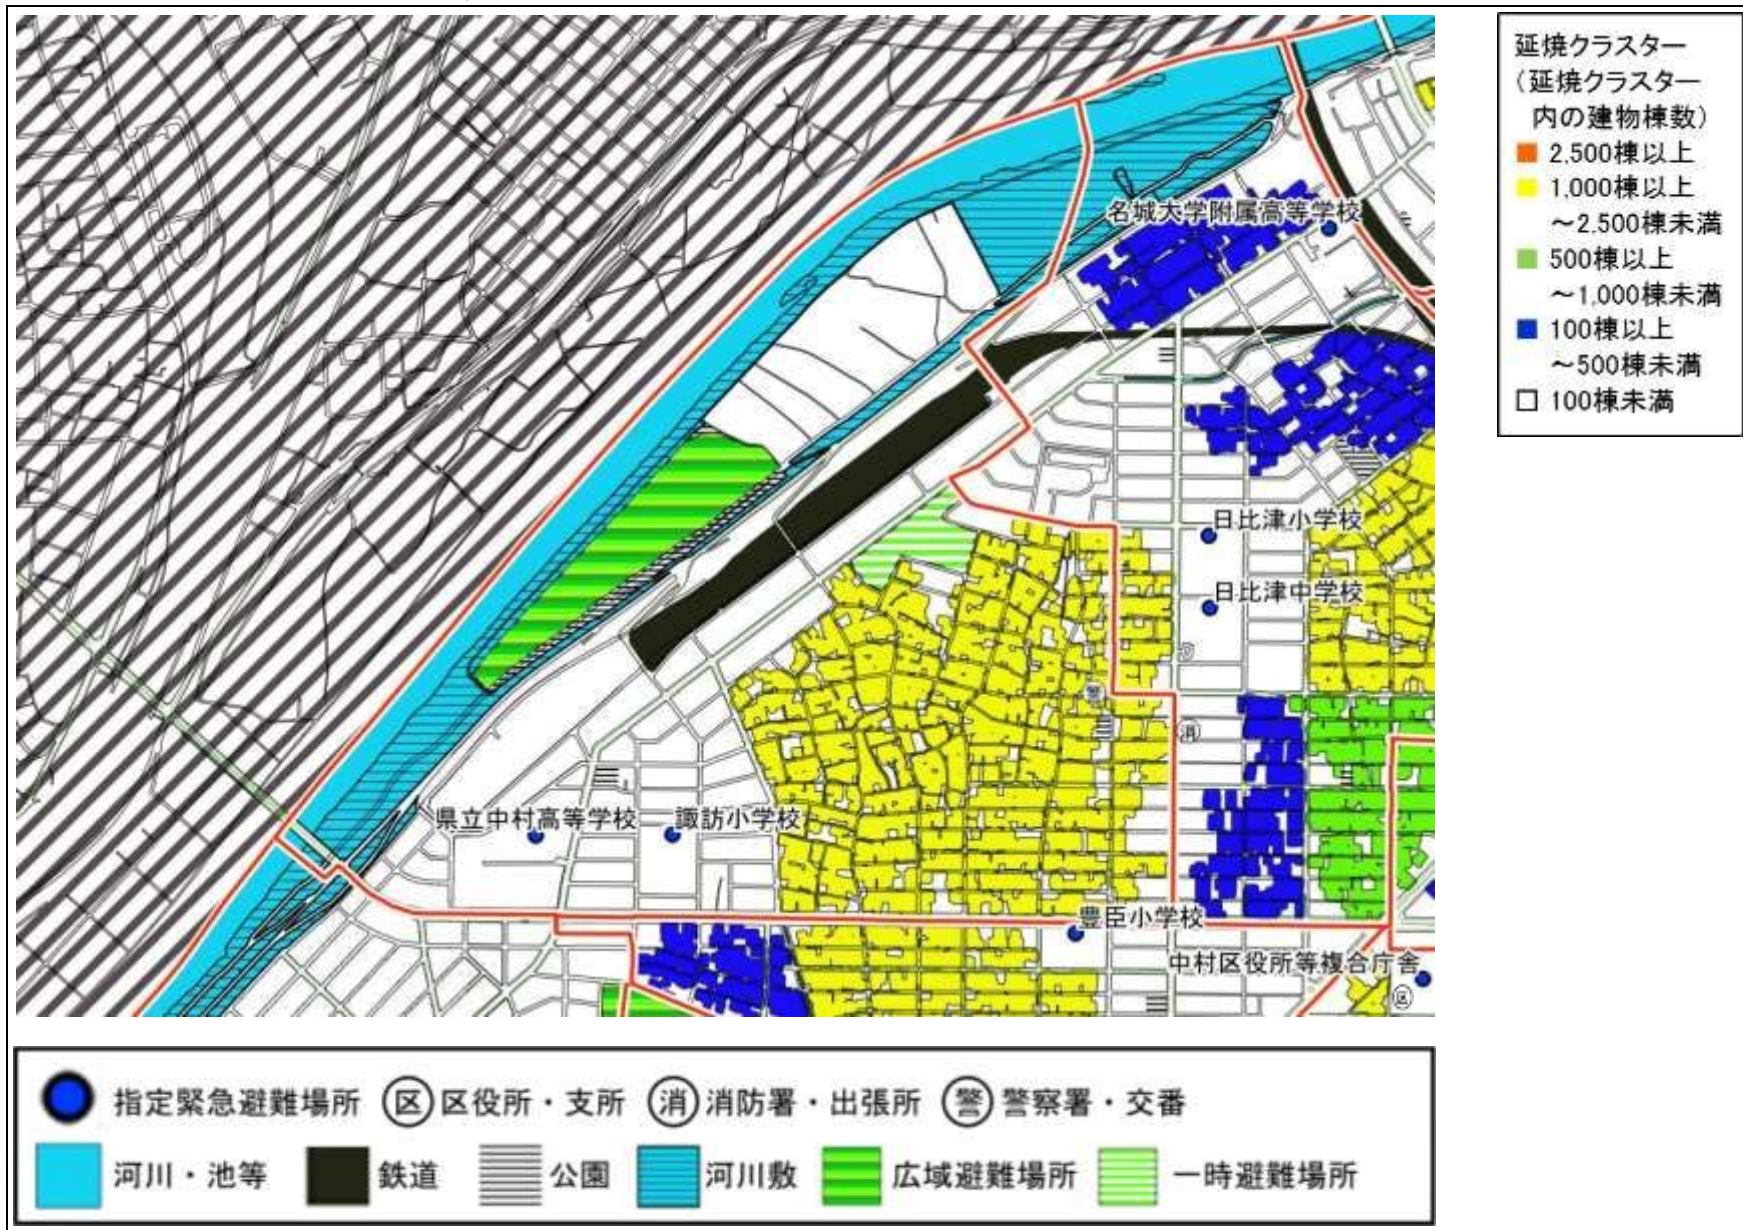 延焼クラスター
(延焼クラスター
内の建物棟数)
2,500棟以上
1,000棟以上
～2,500棟未満
500棟以上
～1,000棟未満
100棟以上
～500棟未満
100棟未満
名城大学附属高等学校
日比津小学校
日比津中学校
警
消
県立中村高等学校
諏訪小学校
豊臣小学校
中村区役所等複合庁舎
区
指定緊急避難場所
区 区役所・支所
消 消防署・出張所
警 警察署・交番
河川・池等
鉄道
公園
河川敷
広域避難場所
一時避難場所